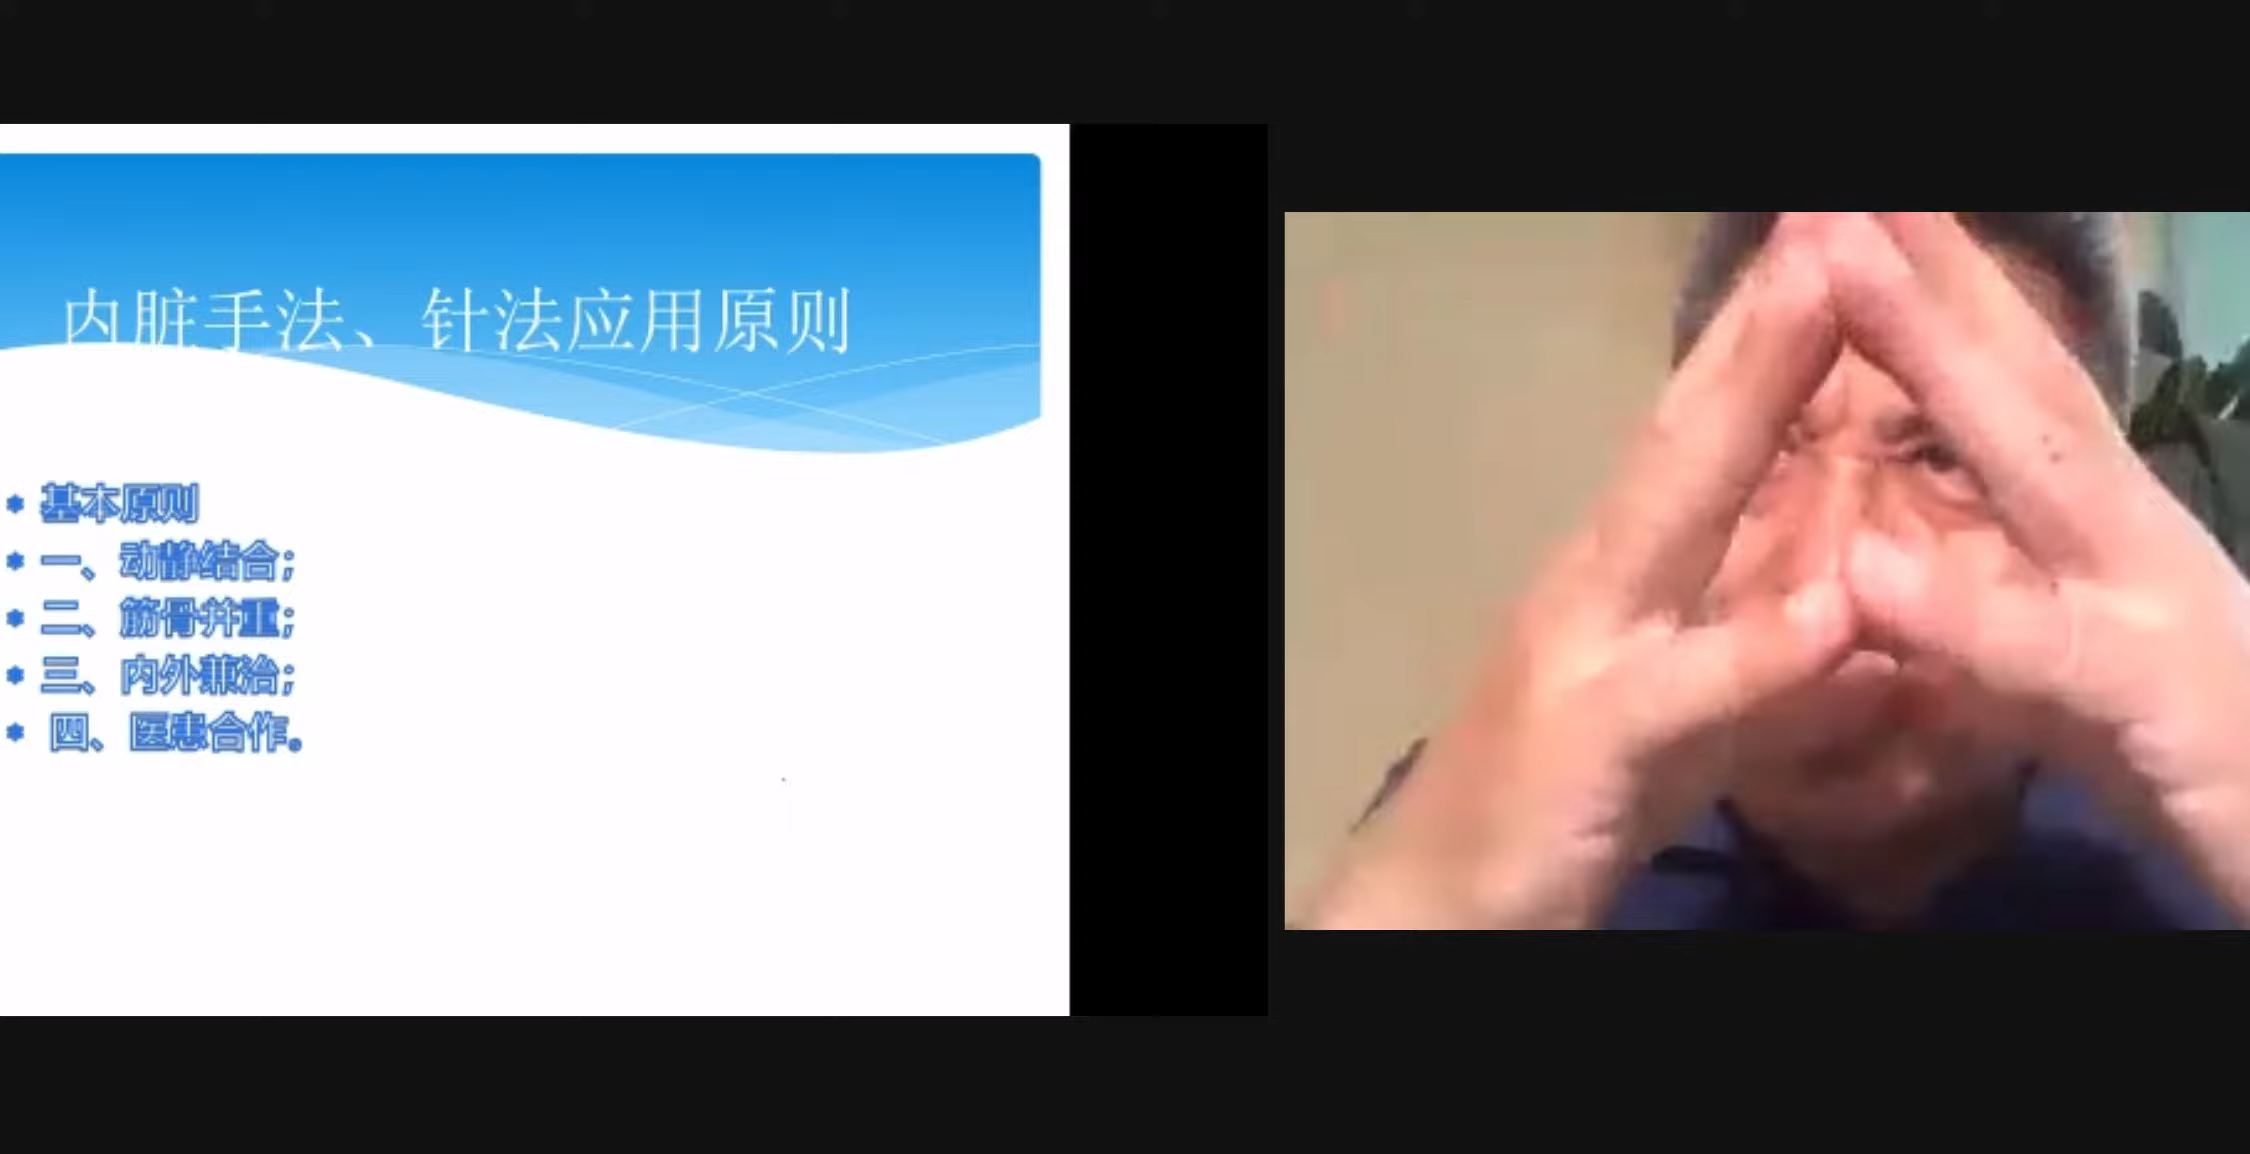 内脏手法、针法应用原则
基本原则
一、动静结合；
二、筋骨并重；
三、内外兼治；
四、医患合作。